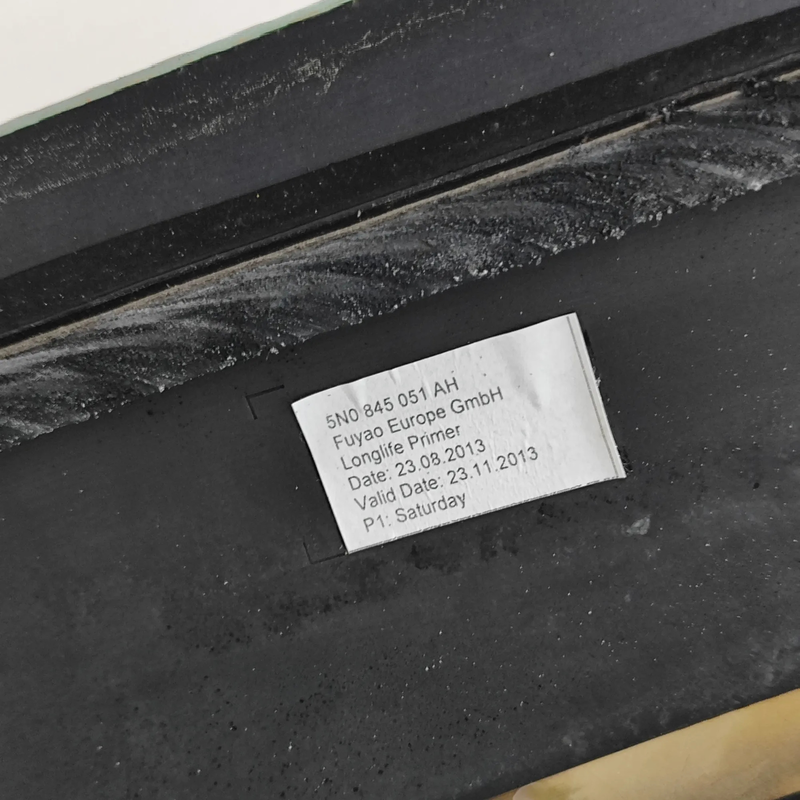 5N0 845 051 AH
Fuyao Europe GmbH
Longlife Primer
Date: 23.08.2013
Valid Date: 23.11.2013
P1: Saturday